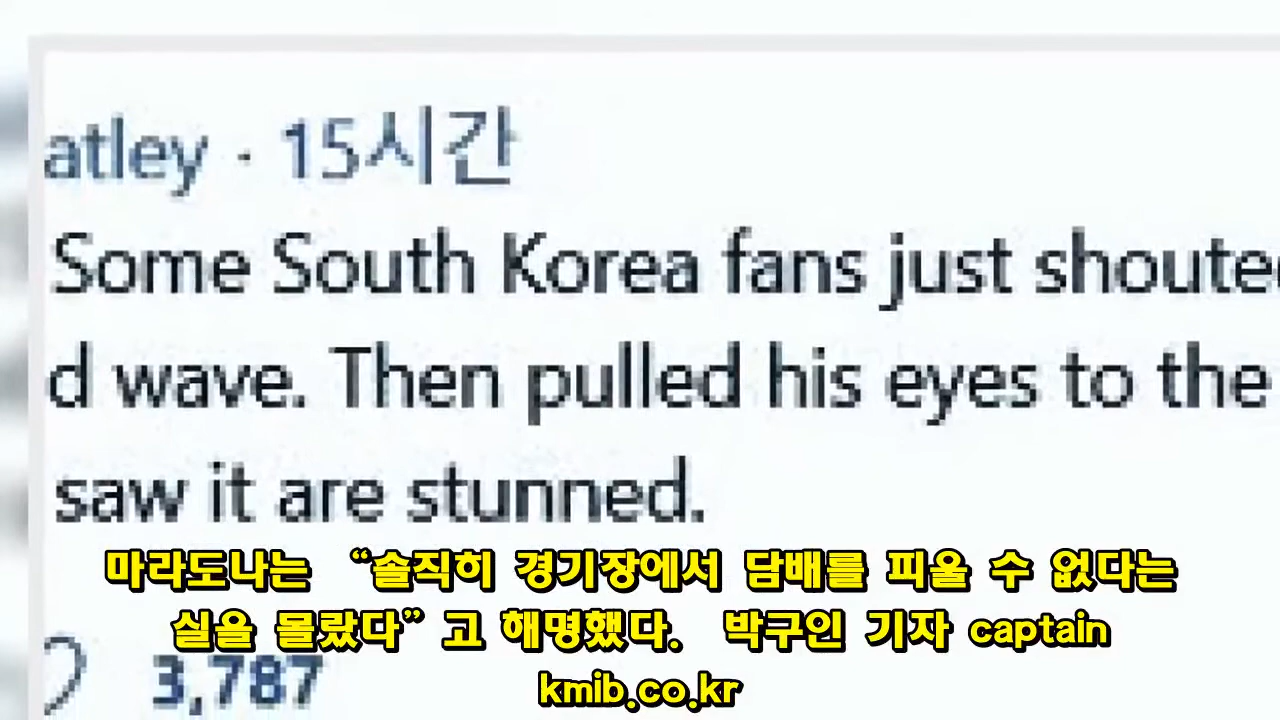 atley · 15시간
Some South Korea fans just shouted
d wave. Then pulled his eyes to the
saw it are stunned.
마라도나는 “솔직히 경기장에서 담배를 피울 수 없다는
실을 몰랐다”고 해명했다. 박구인 기자 captain
kmib.co.kr
3,787